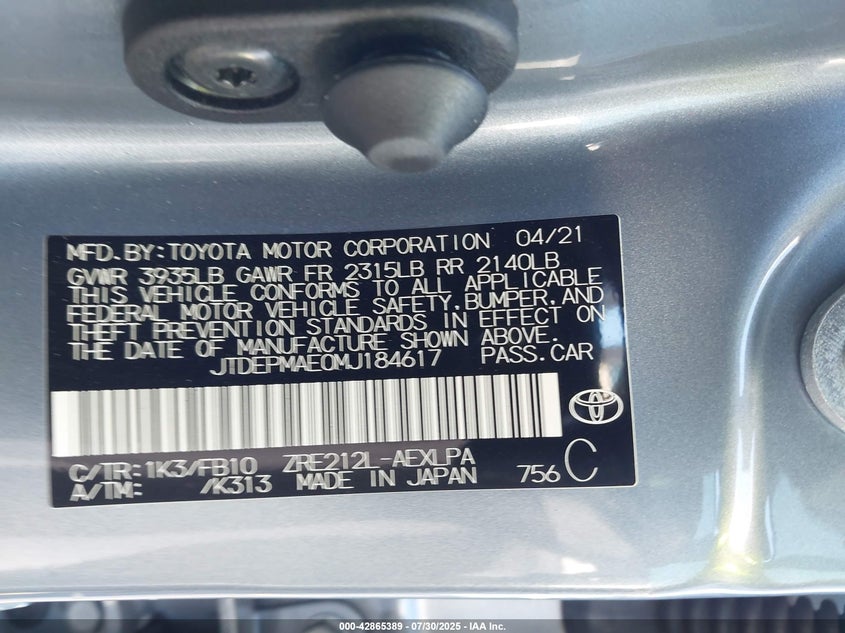 MFD. BY: TOYOTA MOTOR CORPORATION 04/21
GVWR 3935LB GAWR FR 2315LB RR 2140LB
THIS VEHICLE CONFORMS TO ALL APPLICABLE
FEDERAL MOTOR VEHICLE SAFETY, BUMPER, AND
THEFT PREVENTION STANDARDS IN EFFECT ON
THE DATE OF MANUFACTURE SHOWN ABOVE.
JTDEPMAE0MJ184617 PASS. CAR
C/TR: 1K3/FB10 ZRE212L-AEXLPA
A/TM: /K313 MADE IN JAPAN 756 C
000-42865389 - 07/30/2025 - IAA Inc.